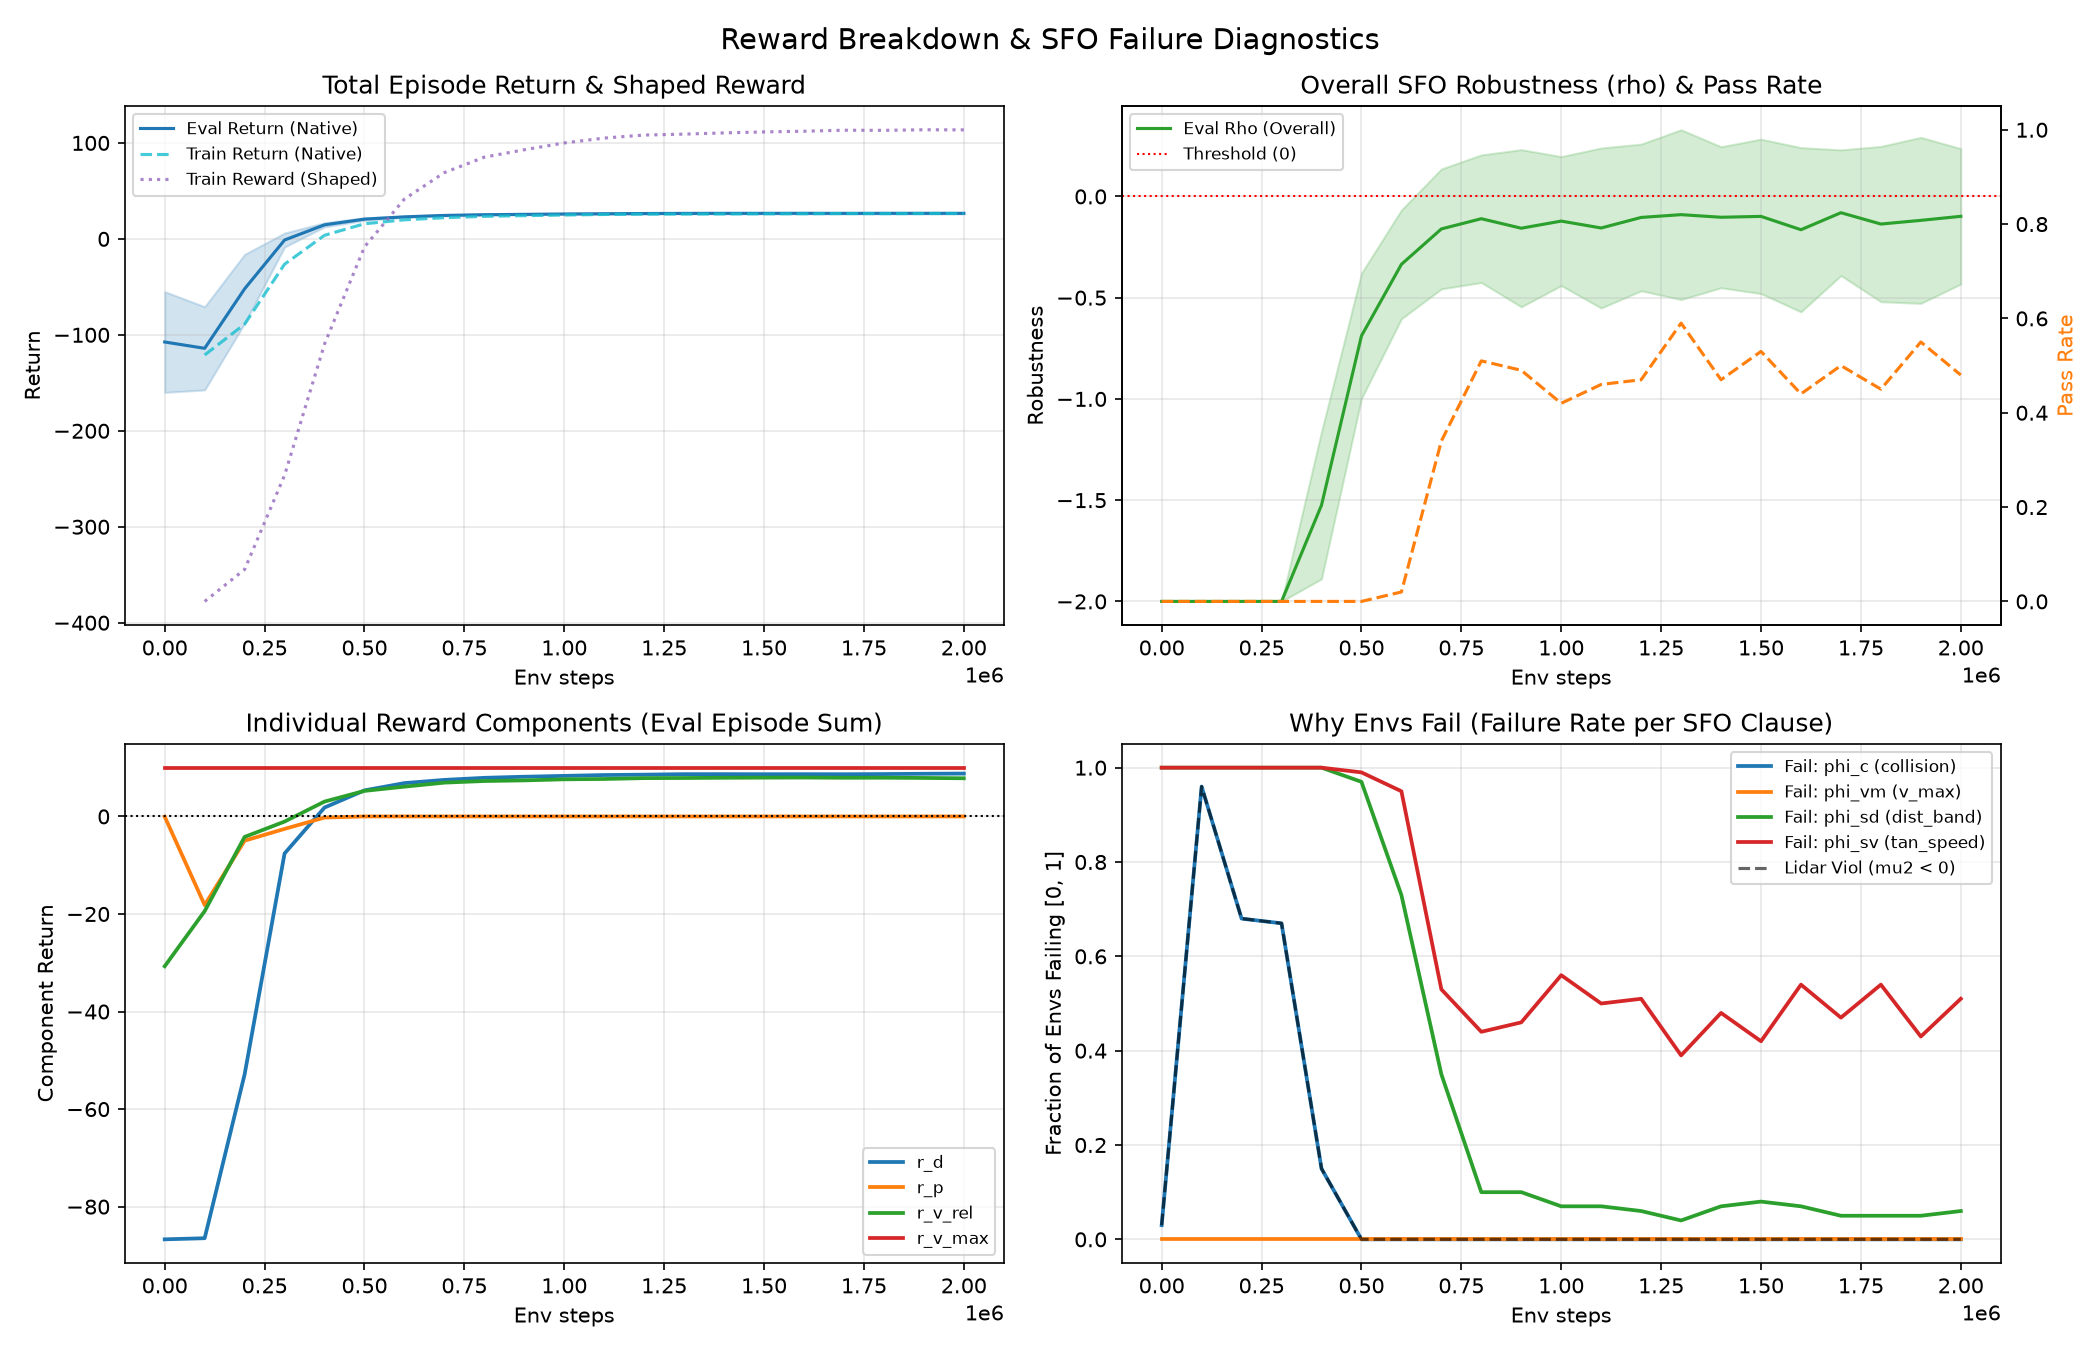 Reward Breakdown & SFO Failure Diagnostics
Total Episode Return & Shaped Reward
Eval Return (Native)
Train Return (Native)
Train Reward (Shaped)
100
0
−100
−200
−300
−400
Return
0.00 0.25 0.50 0.75 1.00 1.25 1.50 1.75 2.00
1e6
Env steps
Overall SFO Robustness (rho) & Pass Rate
Eval Rho (Overall)
Threshold (0)
0.0
−0.5
−1.0
−1.5
−2.0
Robustness
1.0
0.8
0.6
0.4
0.2
0.0
Pass Rate
0.00 0.25 0.50 0.75 1.00 1.25 1.50 1.75 2.00
1e6
Env steps
Individual Reward Components (Eval Episode Sum)
0
−20
−40
−60
−80
Component Return
r_d
r_p
r_v_rel
r_v_max
0.00 0.25 0.50 0.75 1.00 1.25 1.50 1.75 2.00
1e6
Env steps
Why Envs Fail (Failure Rate per SFO Clause)
Fail: phi_c (collision)
Fail: phi_vm (v_max)
Fail: phi_sd (dist_band)
Fail: phi_sv (tan_speed)
Lidar Viol (mu2 < 0)
1.0
0.8
0.6
0.4
0.2
0.0
Fraction of Envs Failing [0, 1]
0.00 0.25 0.50 0.75 1.00 1.25 1.50 1.75 2.00
1e6
Env steps